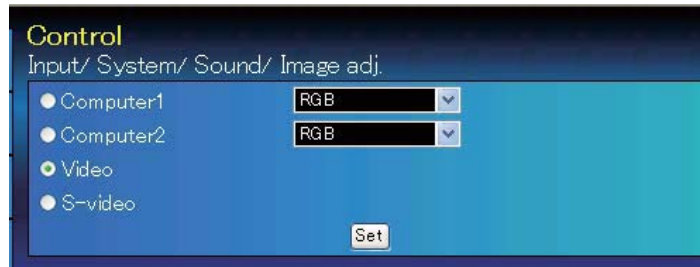 Control
Input/ System/ Sound/ Image adj.
Computer1 RGB
Computer2 RGB
Video
S-video
Set